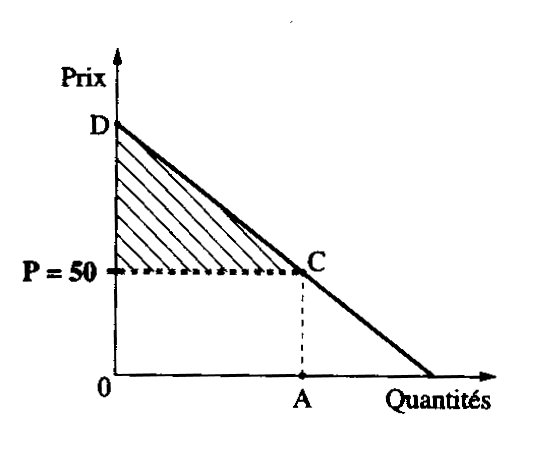 Prix
D
P = 50
C
0
A
Quantités